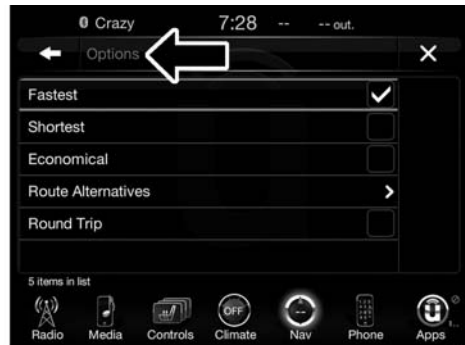 Crazy 7:28 -- -- out.
Options
Fastest
Shortest
Economical
Route Alternatives
Round Trip
5 items in list
OFF --
Radio Media Controls Climate Nav Phone Apps